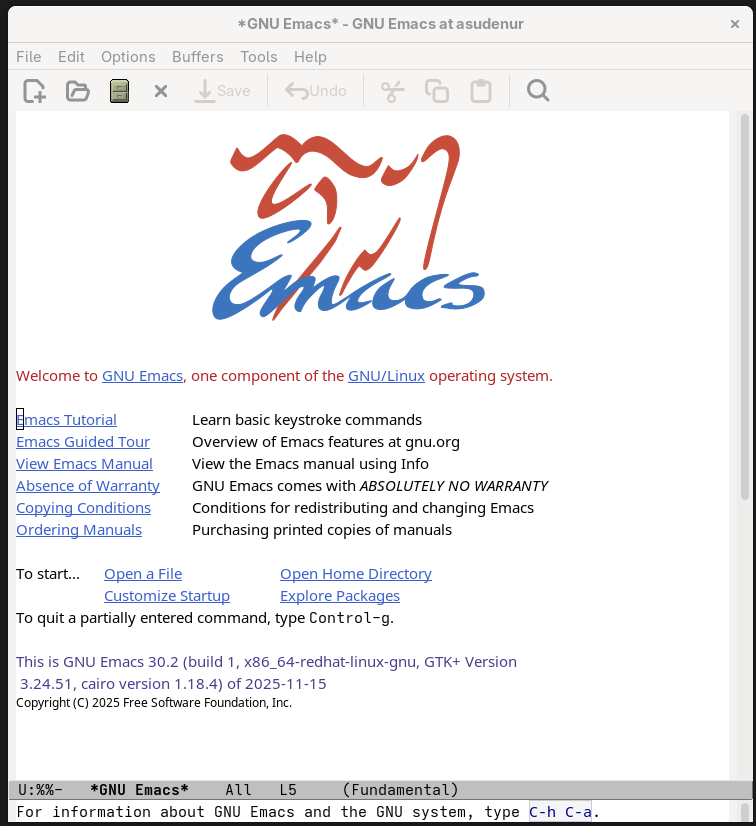 *GNU Emacs* - GNU Emacs at asudenur
File Edit Options Buffers Tools Help
Save Undo
Emacs
Welcome to GNU Emacs, one component of the GNU/Linux operating system.
Emacs Tutorial Learn basic keystroke commands
Emacs Guided Tour Overview of Emacs features at gnu.org
View Emacs Manual View the Emacs manual using Info
Absence of Warranty GNU Emacs comes with ABSOLUTELY NO WARRANTY
Copying Conditions Conditions for redistributing and changing Emacs
Ordering Manuals Purchasing printed copies of manuals
To start... Open a File Open Home Directory
Customize Startup Explore Packages
To quit a partially entered command, type Control-g.
This is GNU Emacs 30.2 (build 1, x86_64-redhat-linux-gnu, GTK+ Version
3.24.51, cairo version 1.18.4) of 2025-11-15
Copyright (C) 2025 Free Software Foundation, Inc.
U:%%- *GNU Emacs* All L5 (Fundamental)
For information about GNU Emacs and the GNU system, type C-h C-a.